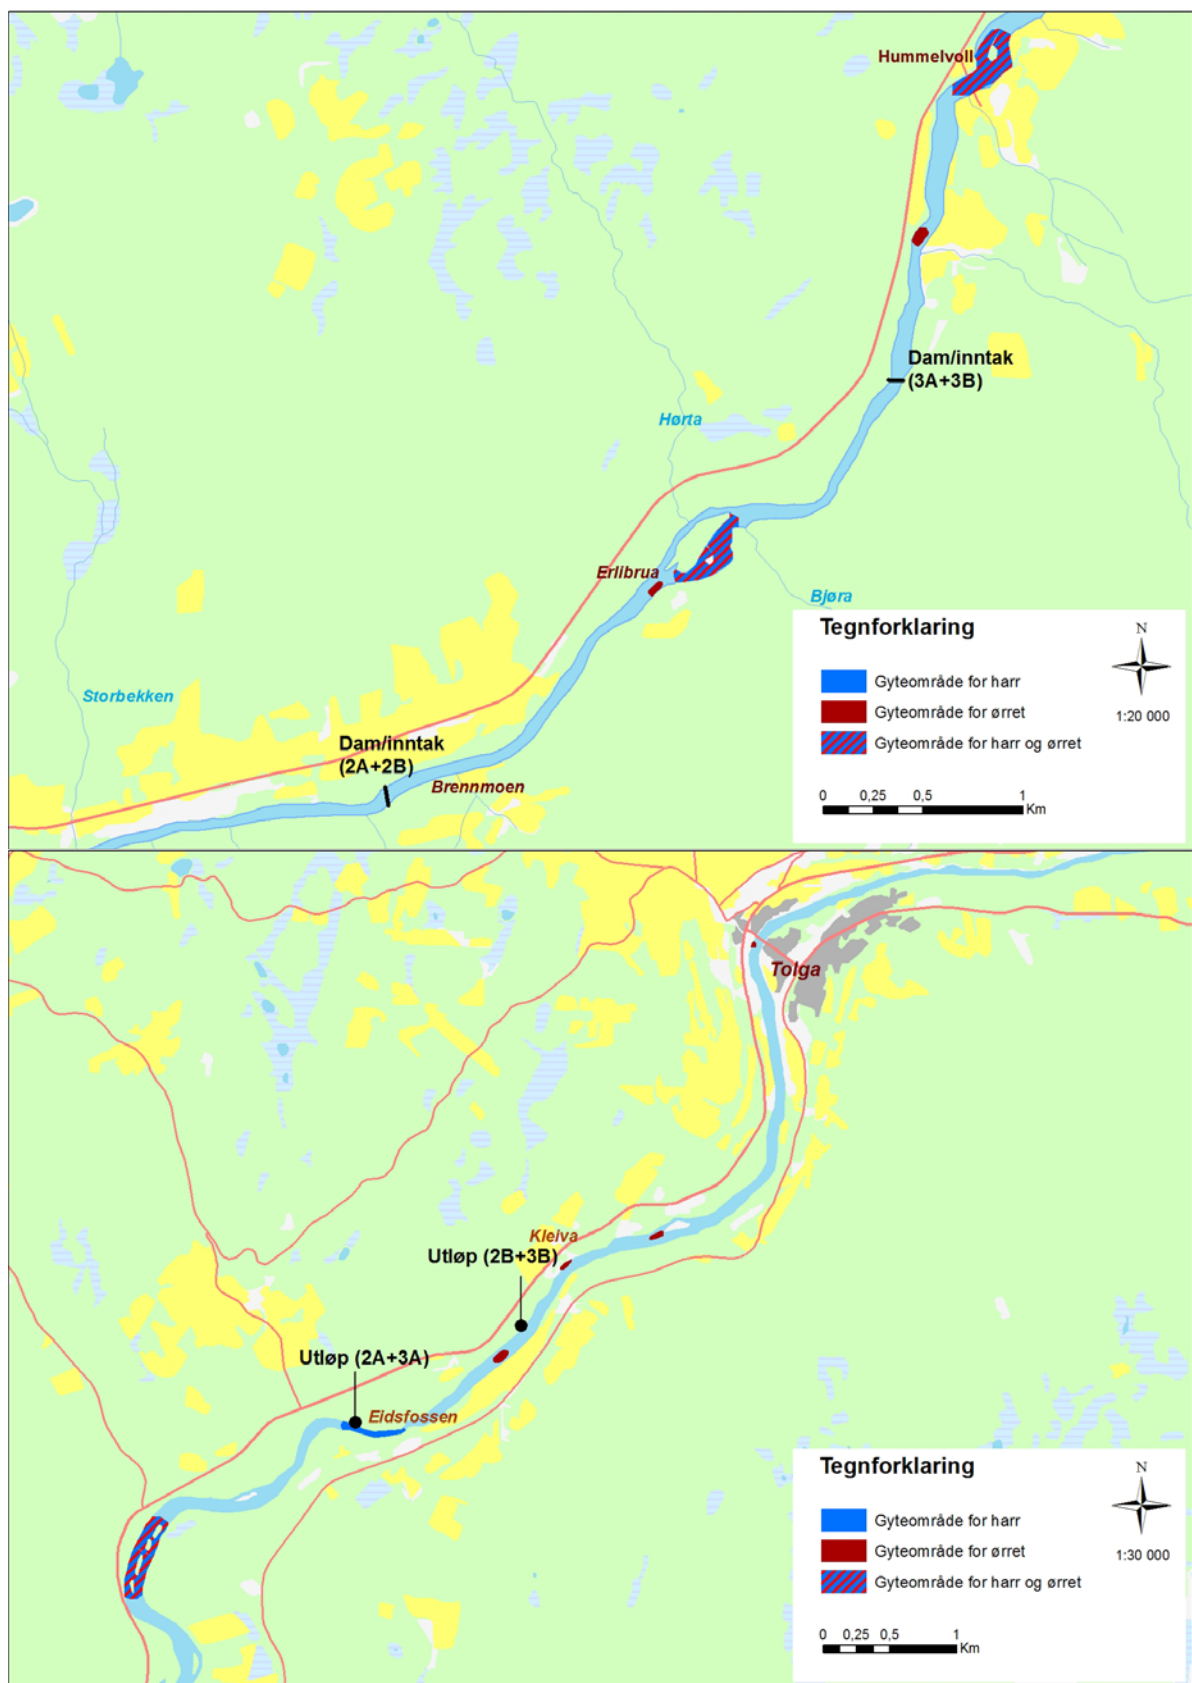 Hummelvoll
Dam/inntak
(3A+3B)
Hørta
Erlibrua
Bjøra
Storbekken
Dam/inntak
(2A+2B)
Brennmoen
Tegnforklaring
N
Gyteområde for harr
Gyteområde for ørret
Gyteområde for harr og ørret
1:20 000
0 0,25 0,5 1
Km
Tolga
Kleiva
Utløp (2B+3B)
Utløp (2A+3A)
Eidsfossen
Tegnforklaring
N
Gyteområde for harr
Gyteområde for ørret
Gyteområde for harr og ørret
1:30 000
0 0,25 0,5 1
Km